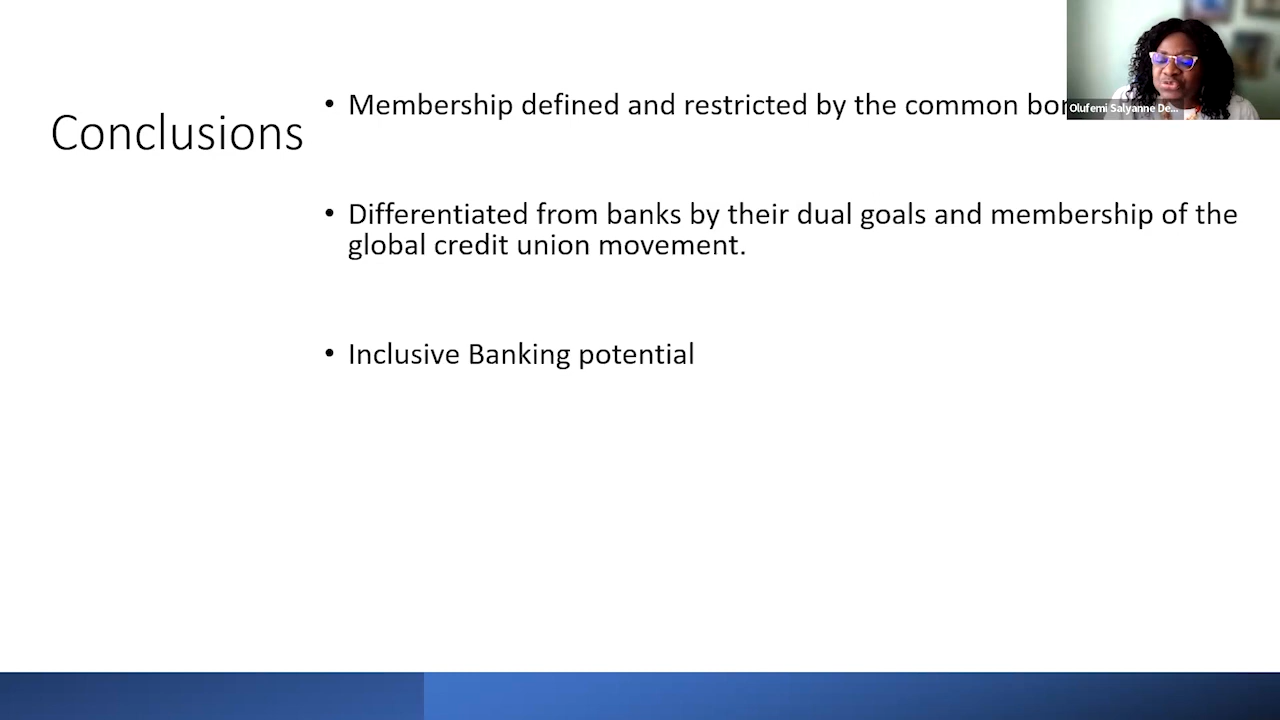 Conclusions
• Membership defined and restricted by the common
• Differentiated from banks by their dual goals and membership of the
global credit union movement.
• Inclusive Banking potential
Olufemi Salyanne De...